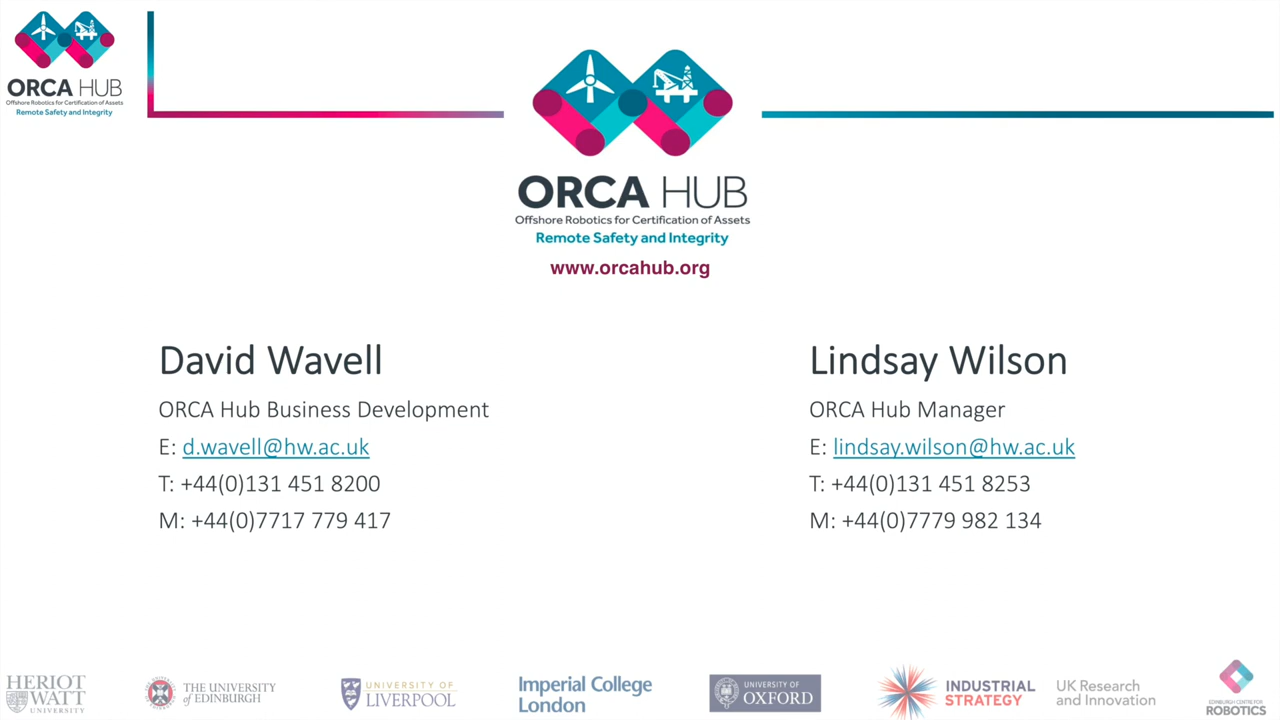 ORCA HUB
Offshore Robotics for Certification of Assets
Remote Safety and Integrity
ORCA HUB
Offshore Robotics for Certification of Assets
Remote Safety and Integrity
www.orcahub.org
David Wavell
ORCA Hub Business Development
E: d.wavell@hw.ac.uk
T: +44(0)131 451 8200
M: +44(0)7717 779 417
Lindsay Wilson
ORCA Hub Manager
E: lindsay.wilson@hw.ac.uk
T: +44(0)131 451 8253
M: +44(0)7779 982 134
HERIOT
WATT
UNIVERSITY
THE UNIVERSITY
of EDINBURGH
UNIVERSITY OF
LIVERPOOL
Imperial College
London
UNIVERSITY OF
OXFORD
INDUSTRIAL
STRATEGY
UK Research
and Innovation
EDINBURGH CENTRE FOR
ROBOTICS